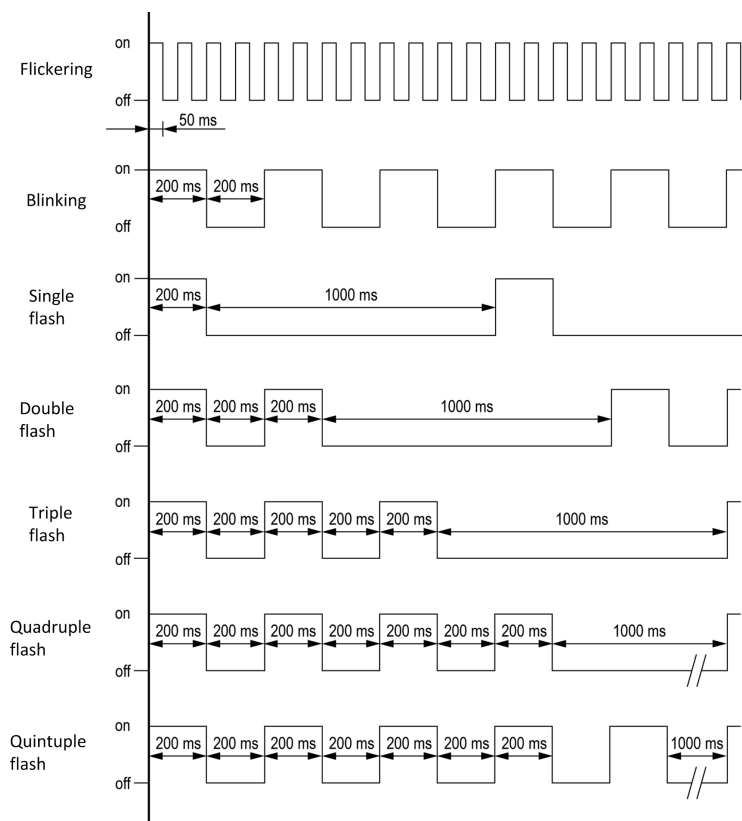 on
Flickering
off
50 ms
on
200 ms 200 ms
Blinking
off
on
Single
flash
200 ms 1000 ms
off
on
Double
flash
200 ms 200 ms 200 ms 1000 ms
off
on
Triple
flash
200 ms 200 ms 200 ms 200 ms 200 ms 1000 ms
off
on
Quadruple
flash
200 ms 200 ms 200 ms 200 ms 200 ms 200 ms 200 ms 1000 ms
off
on
Quintuple
flash
200 ms 200 ms 200 ms 200 ms 200 ms 200 ms 200 ms 1000 ms
off